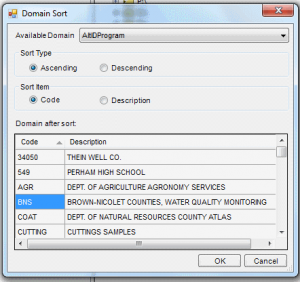 Domain Sort
Available Domain AltIDProgram
Sort Type
Ascending Descending
Sort Item
Code Description
Domain after sort:
Code Description
34050 THEIN WELL CO.
549 PERHAM HIGH SCHOOL
AGR DEPT. OF AGRICULTURE AGRONOMY SERVICES
BNS BROWN-NICOLET COUNTIES, WATER QUALITY MONITORING
COAT DEPT. OF NATURAL RESOURCES COUNTY ATLAS
CUTTING CUTTINGS SAMPLES
OK Cancel